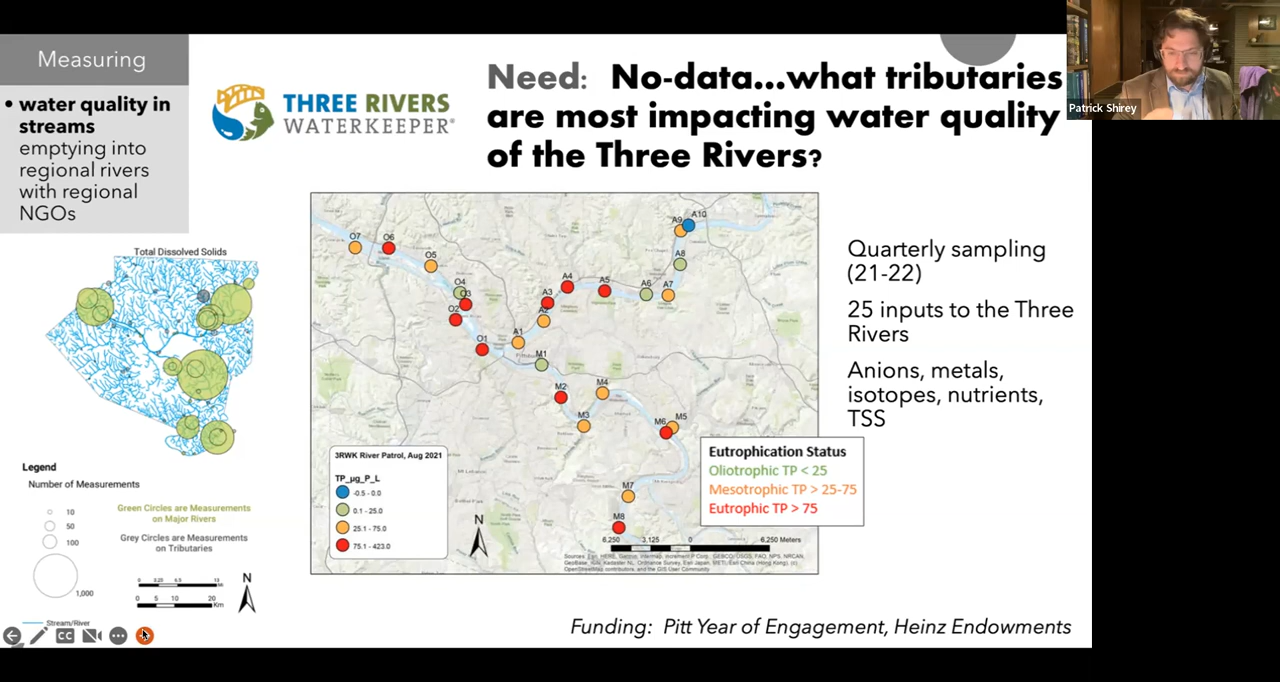 Measuring
• water quality in
streams
emptying into
regional rivers
with regional
NGOs
THREE RIVERS
WATERKEEPER®
Need: No-data...what tributaries
are most impacting water quality
of the Three Rivers?
Patrick Shirey
Total Dissolved Solids
Legend
Number of Measurements
10
50
100
1,000
Green Circles are Measurements
on Major Rivers
Grey Circles are Measurements
on Tributaries
N
0 5 10 20
Km
Stream/River
CC
O7
O6
O5
O4
O3
O2
O1
A1
A2
A3
A4
A5
A6
A7
A8
A9
A10
M1
M2
M3
M4
M5
M6
M7
M8
3RWK River Patrol, Aug 2021
TP_µg_P_L
-0.5 - 0.0
0.1 - 25.0
25.1 - 75.0
75.1 - 423.0
N
6,250 3,125 0 6,250 Meters
Eutrophication Status
Oliotrophic TP < 25
Mesotrophic TP > 25-75
Eutrophic TP > 75
Quarterly sampling
(21-22)
25 inputs to the Three
Rivers
Anions, metals,
isotopes, nutrients,
TSS
Funding: Pitt Year of Engagement, Heinz Endowments